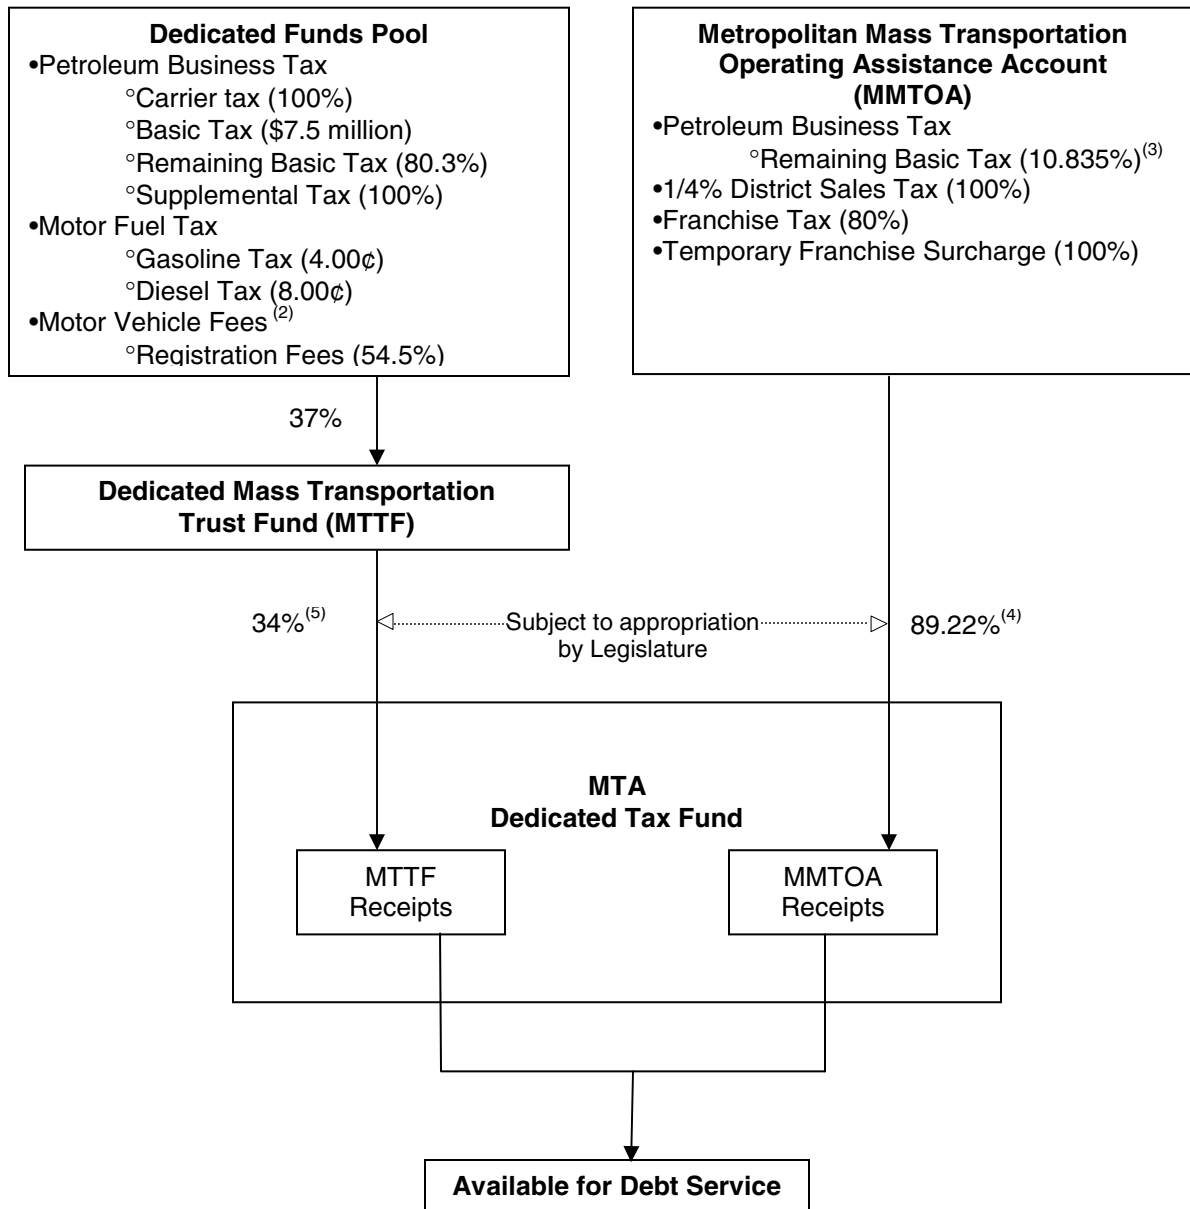 Dedicated Funds Pool
•Petroleum Business Tax
°Carrier tax (100%)
°Basic Tax ($7.5 million)
°Remaining Basic Tax (80.3%)
°Supplemental Tax (100%)
•Motor Fuel Tax
°Gasoline Tax (4.00¢)
°Diesel Tax (8.00¢)
•Motor Vehicle Fees (2)
°Registration Fees (54.5%)
Metropolitan Mass Transportation
Operating Assistance Account
(MMTOA)
•Petroleum Business Tax
°Remaining Basic Tax (10.835%)(3)
•1/4% District Sales Tax (100%)
•Franchise Tax (80%)
•Temporary Franchise Surcharge (100%)
37%
Dedicated Mass Transportation
Trust Fund (MTTF)
34%(5)
Subject to appropriation
by Legislature
89.22%(4)
MTA
Dedicated Tax Fund
MTTF
Receipts
MMTOA
Receipts
Available for Debt Service